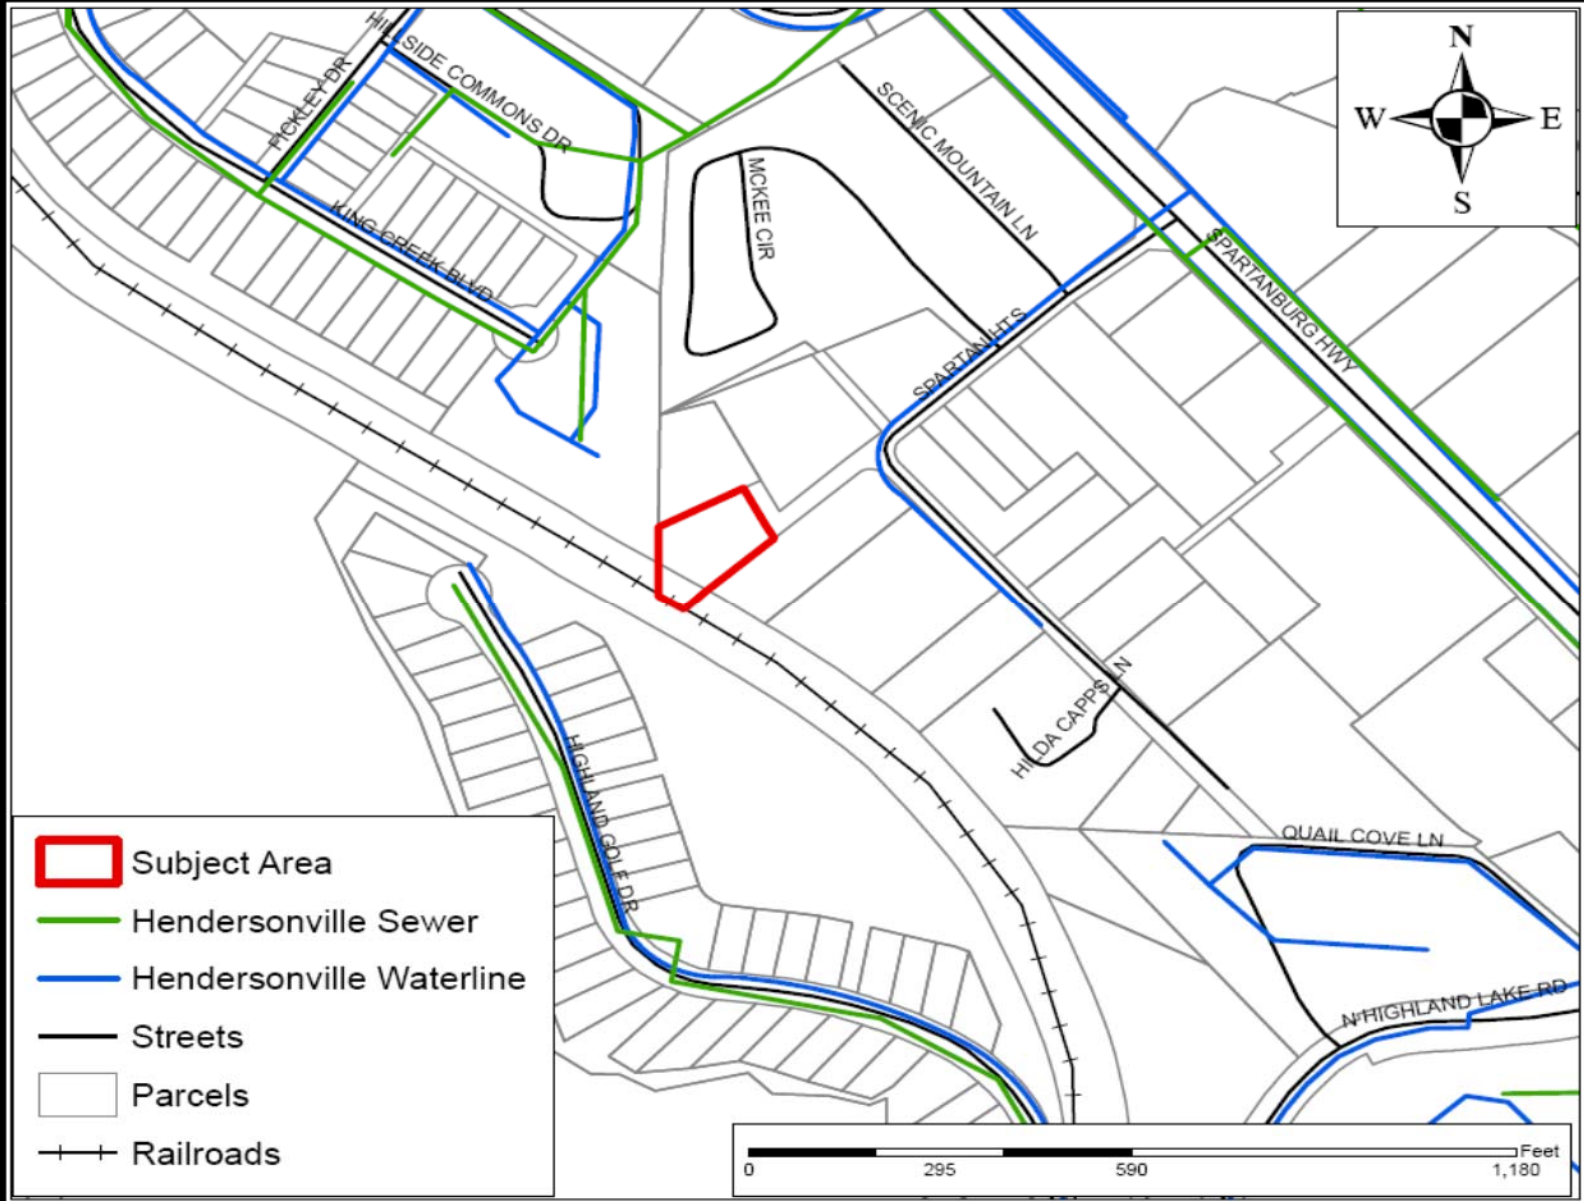 HILLSIDE COMMONS DR
FICKLEY DR
KING CREEK BLVD
MCKEE CIR
SCENIC MOUNTAIN LN
SPARTAN HTS
SPARTANBURG HWY
N
W
E
S
HILDA CAPPS LN
HIGHLAND GOLF DR
QUAIL COVE LN
N HIGHLAND LAKE RD
Subject Area
Hendersonville Sewer
Hendersonville Waterline
Streets
Parcels
Railroads
Feet
0 295 590 1,180